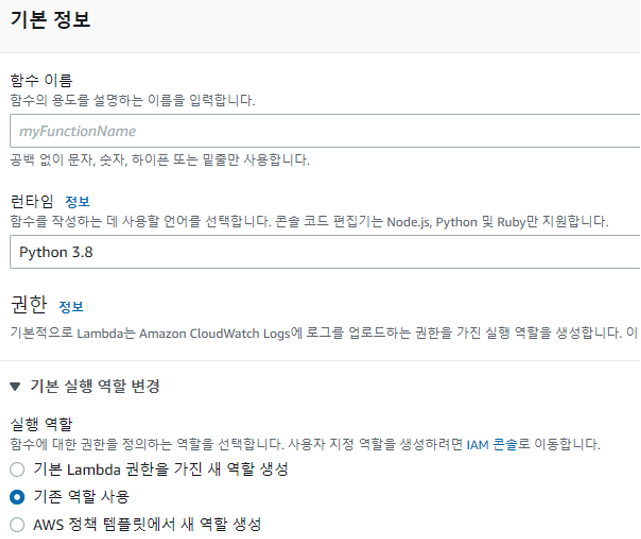 기본 정보
함수 이름
함수의 용도를 설명하는 이름을 입력합니다.
myFunctionName
공백 없이 문자, 숫자, 하이픈 또는 밑줄만 사용합니다.
런타임 정보
함수를 작성하는 데 사용할 언어를 선택합니다. 콘솔 코드 편집기는 Node.js, Python 및 Ruby만 지원합니다.
Python 3.8
권한 정보
기본적으로 Lambda는 Amazon CloudWatch Logs에 로그를 업로드하는 권한을 가진 실행 역할을 생성합니다. 이
▼ 기본 실행 역할 변경
실행 역할
함수에 대한 권한을 정의하는 역할을 선택합니다. 사용자 지정 역할을 생성하려면 IAM 콘솔로 이동합니다.
기본 Lambda 권한을 가진 새 역할 생성
기존 역할 사용
AWS 정책 템플릿에서 새 역할 생성